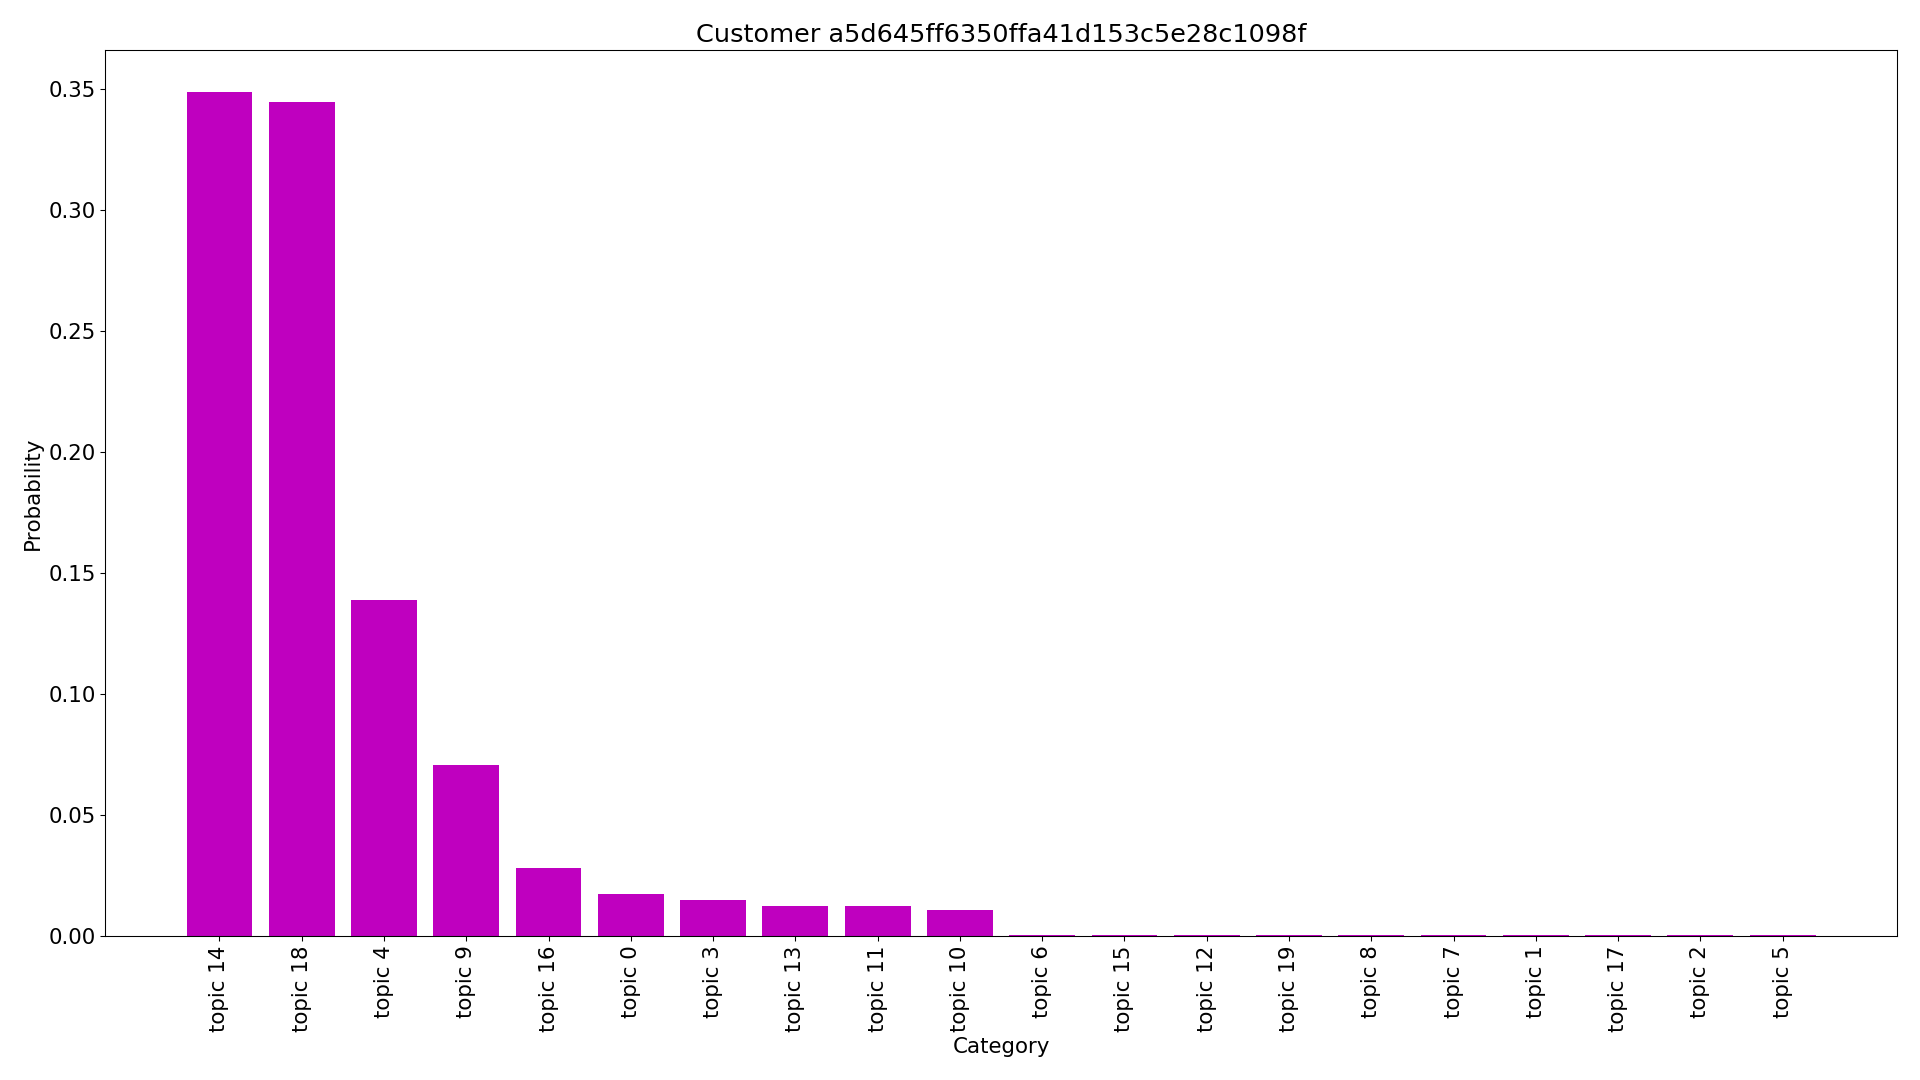 Customer a5d645ff6350ffa41d153c5e28c1098f
Probability
0.35
0.30
0.25
0.20
0.15
0.10
0.05
0.00
topic 14
topic 18
topic 4
topic 9
topic 16
topic 0
topic 3
topic 13
topic 11
topic 10
topic 6
topic 15
topic 12
topic 19
topic 8
topic 7
topic 1
topic 17
topic 2
topic 5
Category